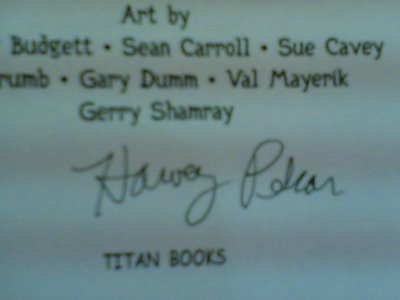 Art by
Budgett • Sean Carroll • Sue Cavey
rumb • Gary Dumm • Val Mayerik
Gerry Shamray
Harvey Pekar
TITAN BOOKS